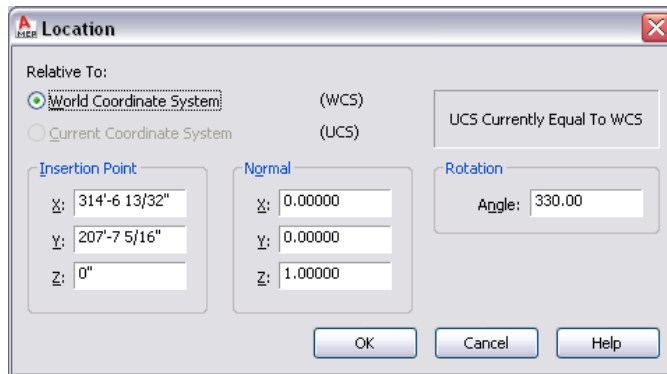 A MEP Location
Relative To:
World Coordinate System (WCS)
Current Coordinate System (UCS)
UCS Currently Equal To WCS
Insertion Point
X: 314'-6 13/32"
Y: 207'-7 5/16"
Z: 0"
Normal
X: 0.00000
Y: 0.00000
Z: 1.00000
Rotation
Angle: 330.00
OK Cancel Help